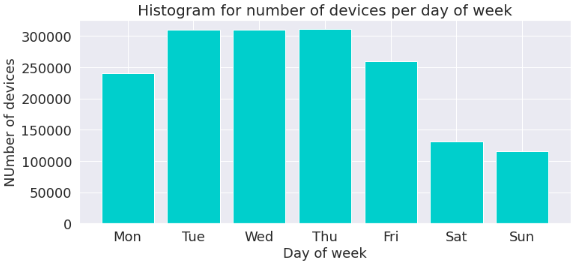 Histogram for number of devices per day of week
NUmber of devices
300000
250000
200000
150000
100000
50000
0
Mon Tue Wed Thu Fri Sat Sun
Day of week